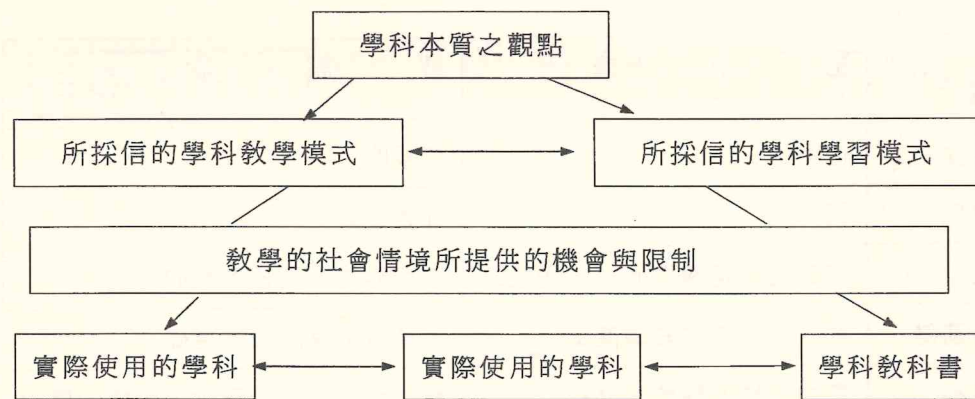 學科本質之觀點
所採信的學科教學模式
所採信的學科學習模式
教學的社會情境所提供的機會與限制
實際使用的學科
實際使用的學科
學科教科書